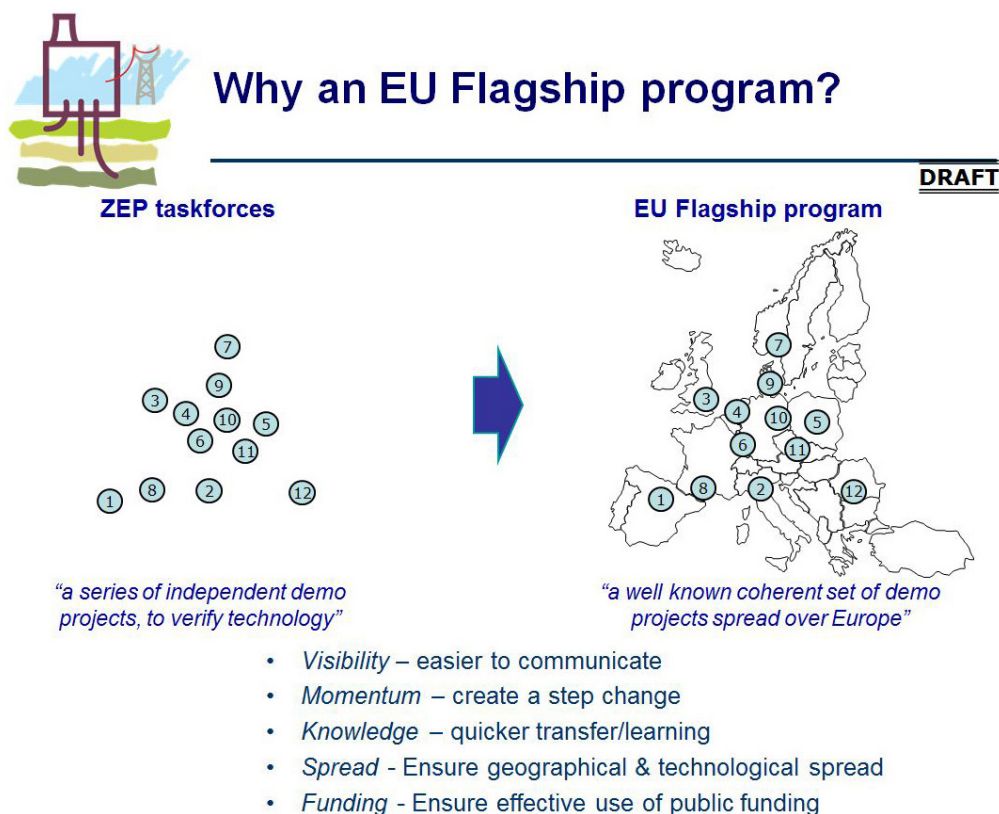 Why an EU Flagship program?
DRAFT
ZEP taskforces
EU Flagship program
7
9
3
4
10
5
6
11
8
2
1
12
7
9
3
4
10
5
6
11
8
2
1
12
"a series of independent demo
projects, to verify technology"
"a well known coherent set of demo
projects spread over Europe"
• Visibility – easier to communicate
• Momentum – create a step change
• Knowledge – quicker transfer/learning
• Spread - Ensure geographical & technological spread
• Funding - Ensure effective use of public funding